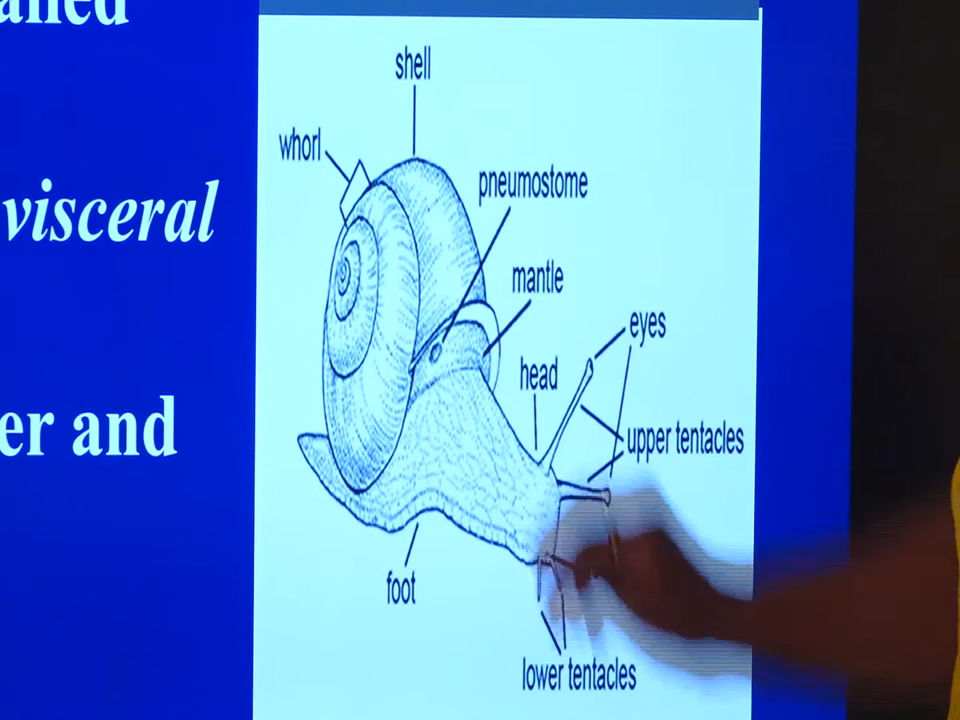 visceral
er and
shell
whorl
pneumostome
mantle
eyes
head
upper tentacles
foot
lower tentacles